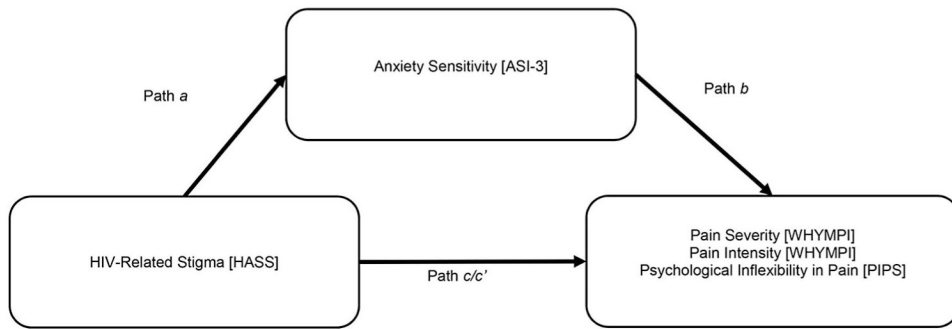 Anxiety Sensitivity [ASI-3]
Path a
Path b
HIV-Related Stigma [HASS]
Path c/c'
Pain Severity [WHYMPI]
Pain Intensity [WHYMPI]
Psychological Inflexibility in Pain [PIPS]